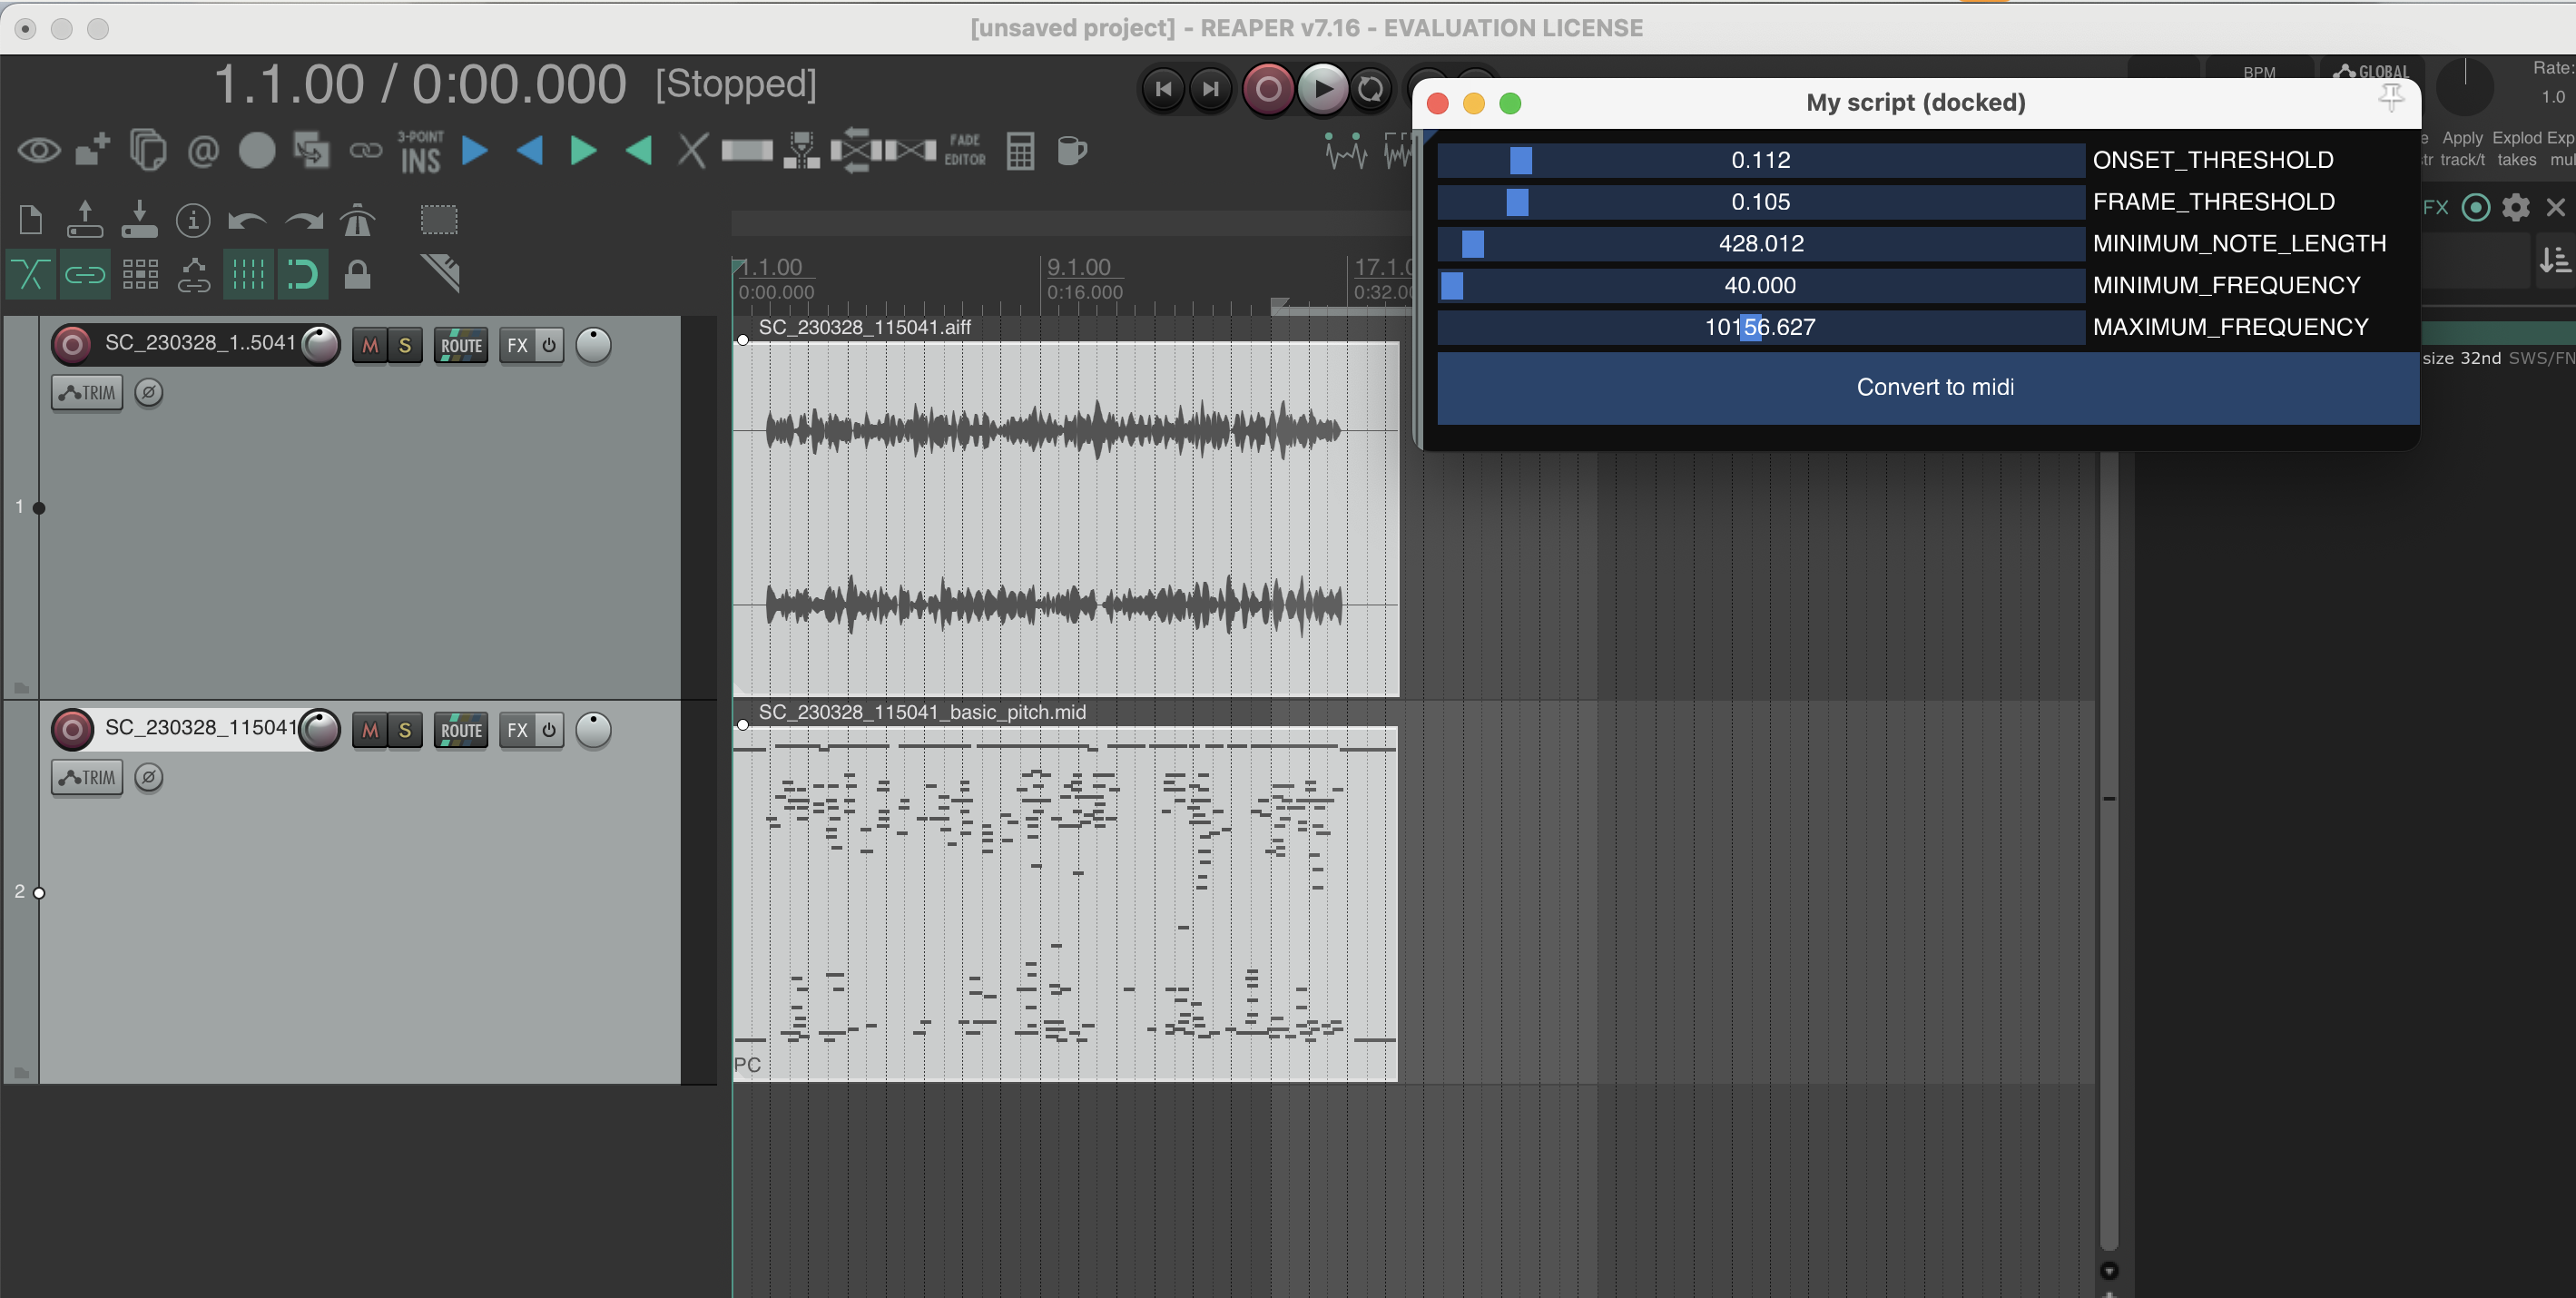 [unsaved project] - REAPER v7.16 - EVALUATION LICENSE
1.1.00 / 0:00.000 [Stopped]
BPM
GLOBAL
Rate:
1.0
My script (docked)
3-POINT
INS
FADE
EDITOR
Apply
track/t
Explod
takes
Exp
mul
0.112 ONSET_THRESHOLD
0.105 FRAME_THRESHOLD
428.012 MINIMUM_NOTE_LENGTH
40.000 MINIMUM_FREQUENCY
10156.627 MAXIMUM_FREQUENCY
Convert to midi
FX
size 32nd SWS/FN
1.1.00 9.1.00 17.1.0
0:00.000 0:16.000 0:32.00
SC_230328_115041.aiff
SC_230328_1..5041 M S ROUTE FX
TRIM
1
SC_230328_115041_basic_pitch.mid
SC_230328_115041 M S ROUTE FX
TRIM
2
PC